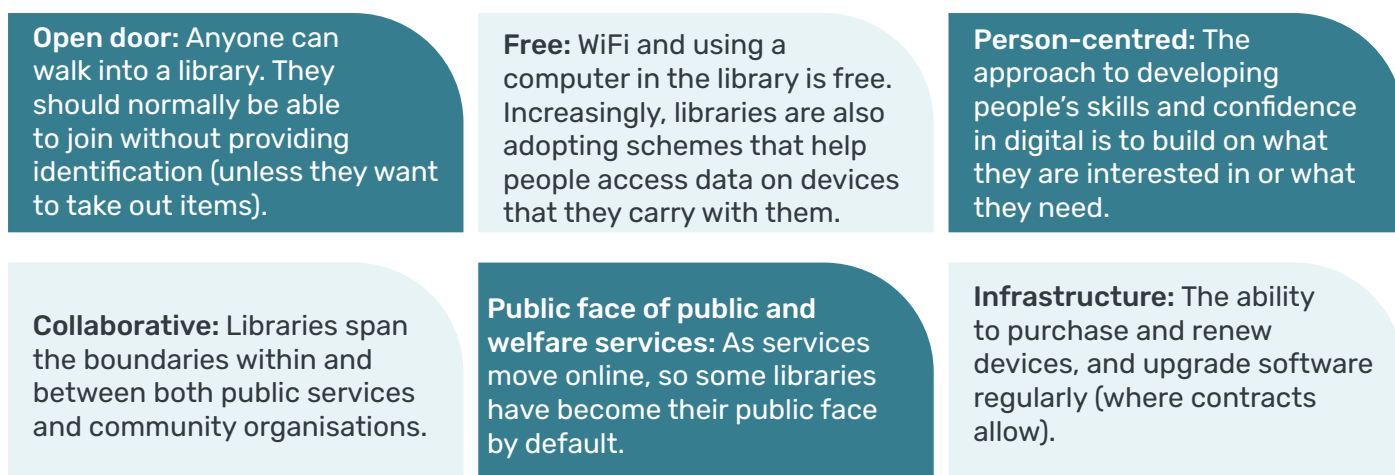 Open door: Anyone can
walk into a library. They
should normally be able
to join without providing
identification (unless they want
to take out items).
Free: WiFi and using a
computer in the library is free.
Increasingly, libraries are also
adopting schemes that help
people access data on devices
that they carry with them.
Person-centred: The
approach to developing
people’s skills and confidence
in digital is to build on what
they are interested in or what
they need.
Collaborative: Libraries span
the boundaries within and
between both public services
and community organisations.
Public face of public and
welfare services: As services
move online, so some libraries
have become their public face
by default.
Infrastructure: The ability
to purchase and renew
devices, and upgrade software
regularly (where contracts
allow).